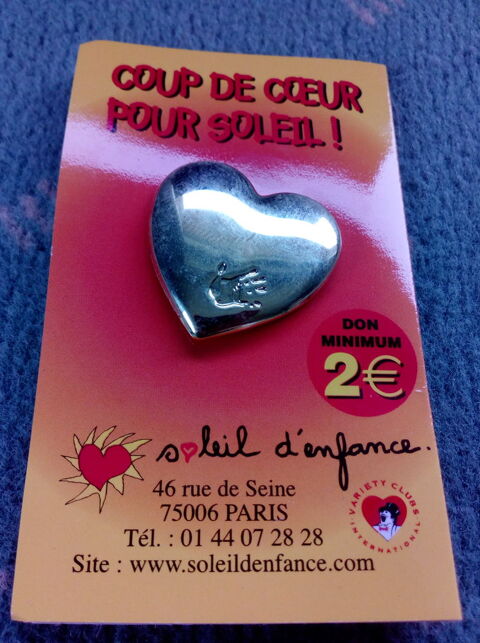 COUP DE CŒUR
POUR SOLEIL !
DON
MINIMUM
2€
soleil d'enfance.
46 rue de Seine
75006 PARIS
Tél. : 01 44 07 28 28
Site : www.soleildenfance.com
VARIETY CLUBS
INTERNATIONAL